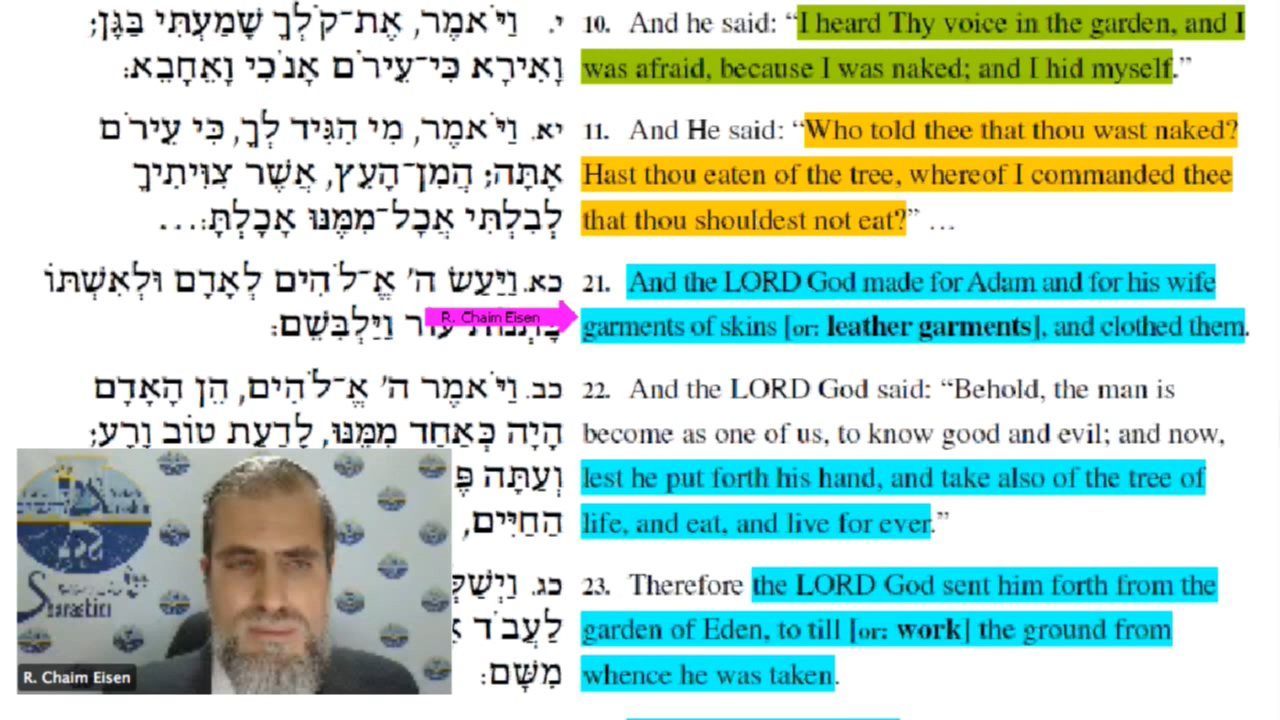 י. וַיֹּאמֶר, אֶת־קֹלְךָ שָׁמַעְתִּי בַּגָּן;
וָאִירָא כִּי־עֵירֹם אָנֹכִי וָאֵחָבֵא:
10. And he said: “I heard Thy voice in the garden, and I
was afraid, because I was naked; and I hid myself.”
יא. וַיֹּאמֶר, מִי הִגִּיד לְךָ, כִּי עֵירֹם
אָתָּה; הֲמִן־הָעֵץ, אֲשֶׁר צִוִּיתִיךָ
לְבִלְתִּי אֲכָל־מִמֶּנּוּ אָכָלְתָּ:...
11. And He said: “Who told thee that thou wast naked?
Hast thou eaten of the tree, whereof I commanded thee
that thou shouldest not eat?” …
כא. וַיַּעַשׂ ה' אֱ־לֹהִים לְאָדָם וּלְאִשְׁתּוֹ
עוֹר וַיַּלְבִּשֵׁם:
R. Chaim Eisen
21. And the LORD God made for Adam and for his wife
garments of skins [or: leather garments], and clothed them.
כב. וַיֹּאמֶר ה' אֱ־לֹהִים, הֵן הָאָדָם
הָיָה כְּאַחַד מִמֶּנּוּ, לָדַעַת טוֹב וָרָע;
וְעַתָּה
הַחַיִּים,
22. And the LORD God said: “Behold, the man is
become as one of us, to know good and evil; and now,
lest he put forth his hand, and take also of the tree of
life, and eat, and live for ever.”
כג.
לַעֲבֹד
מִשָּׁם:
23. Therefore the LORD God sent him forth from the
garden of Eden, to till [or: work] the ground from
whence he was taken.
R. Chaim Eisen